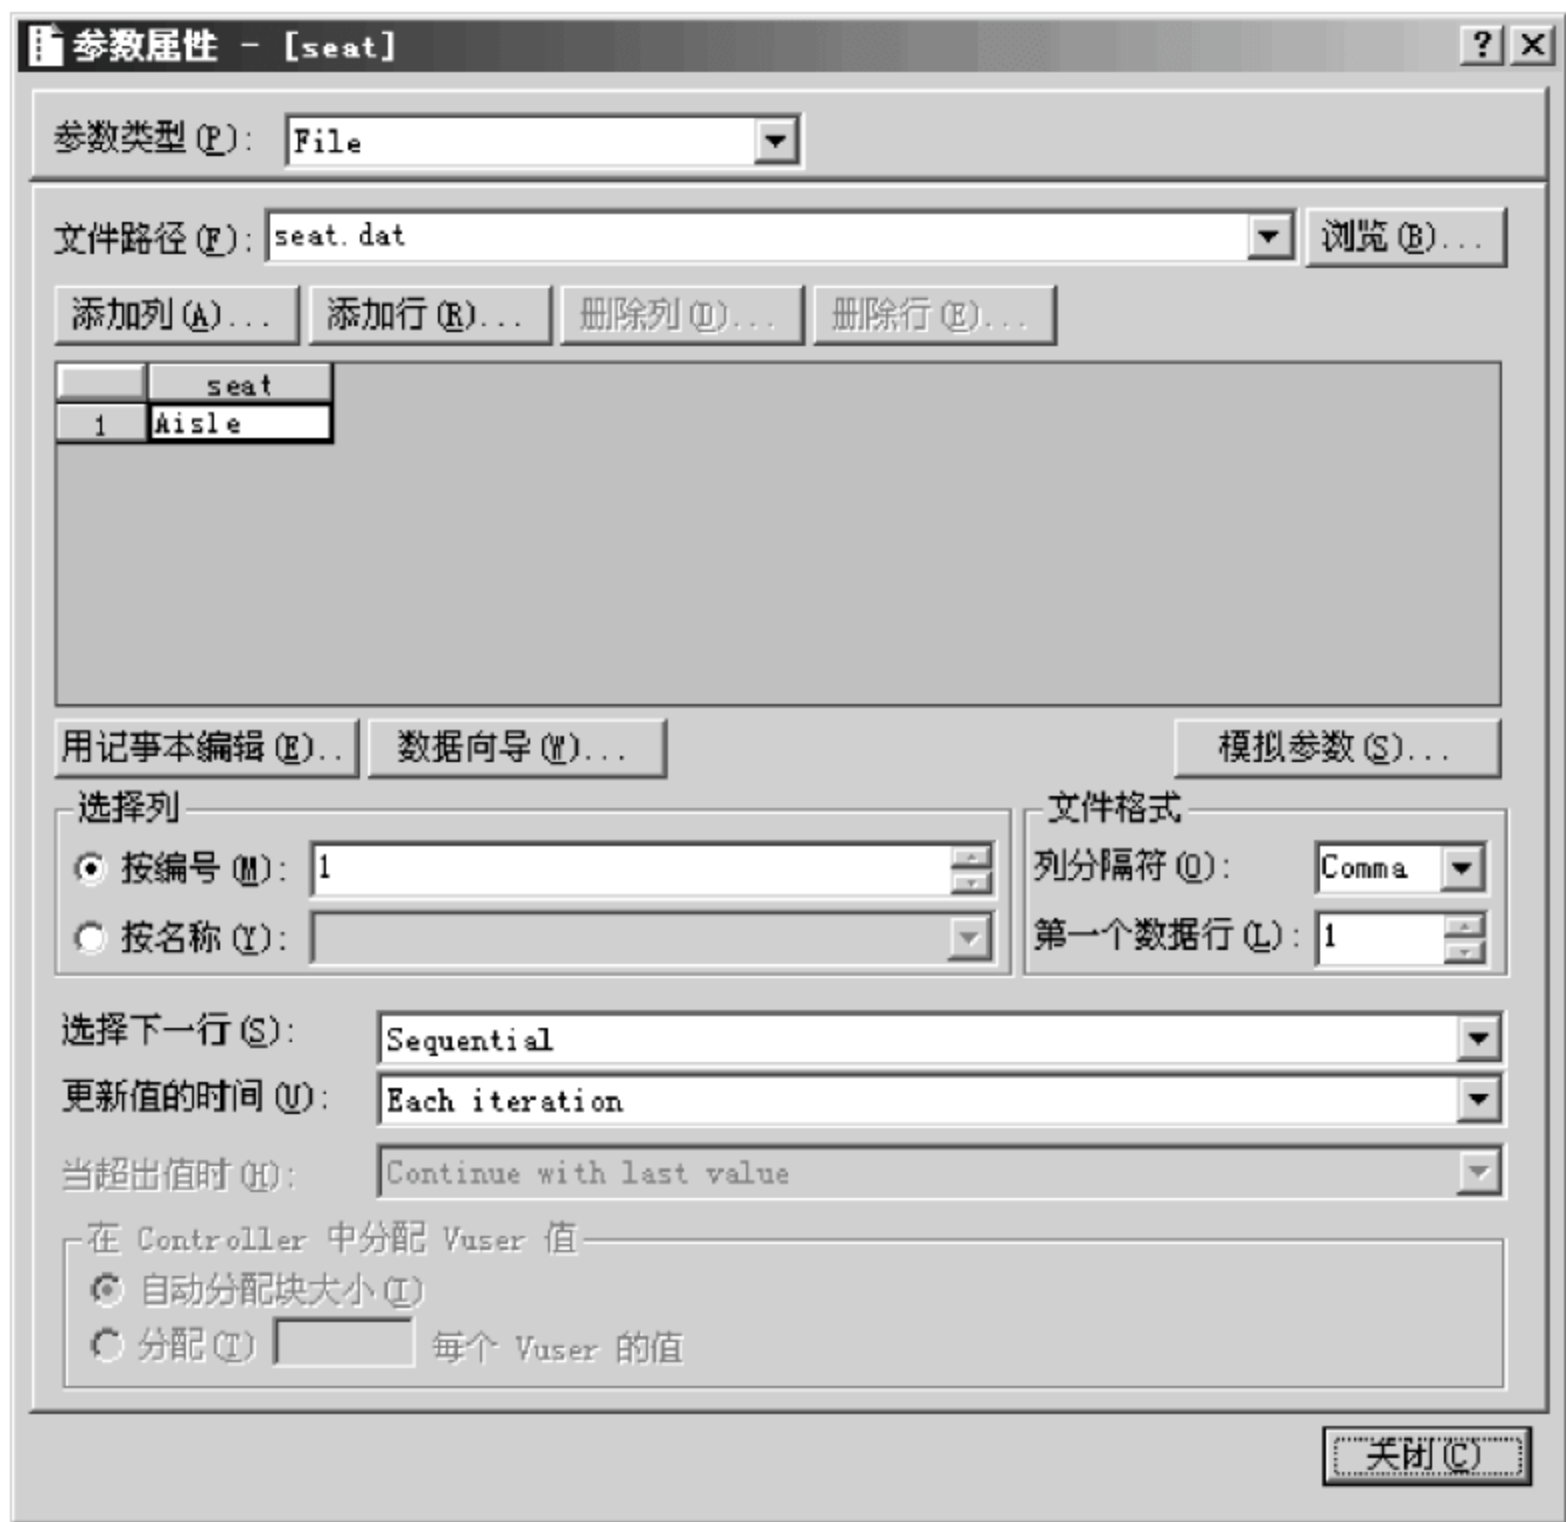 参数属性 - [seat]
参数类型(P): File
文件路径(F): seat.dat 浏览(B)...
添加列(A)... 添加行(R)... 删除列(D)... 删除行(E)...
seat
1 Aisle
用记事本编辑(E).. 数据向导(W)... 模拟参数(S)...
选择列 文件格式
按编号(M): 1 列分隔符(O): Comma
按名称(Y): 第一个数据行(L): 1
选择下一行(S): Sequential
更新值的时间(U): Each iteration
当超出值时(H): Continue with last value
在 Controller 中分配 Vuser 值
自动分配块大小(I)
分配(T) 每个 Vuser 的值
关闭(C)